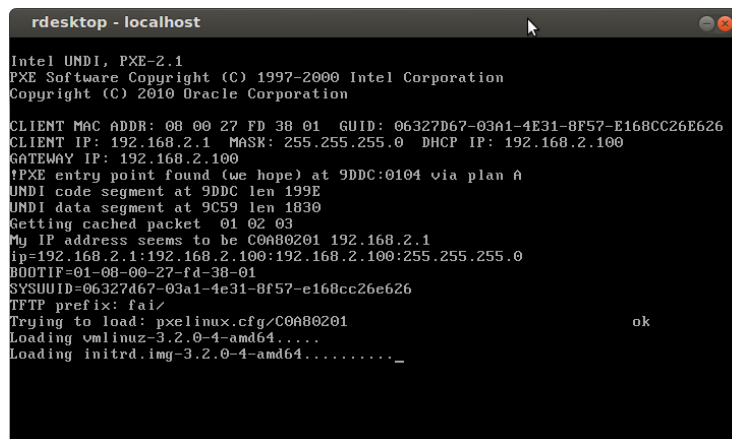 rdesktop - localhost
Intel UNDI, PXE-2.1
PXE Software Copyright (C) 1997-2000 Intel Corporation
Copyright (C) 2010 Oracle Corporation
CLIENT MAC ADDR: 08 00 27 FD 38 01  GUID: 06327D67-03A1-4E31-8F57-E168CC26E626
CLIENT IP: 192.168.2.1  MASK: 255.255.255.0  DHCP IP: 192.168.2.100
GATEWAY IP: 192.168.2.100
!PXE entry point found (we hope) at 9DDC:0104 via plan A
UNDI code segment at 9DDC len 199E
UNDI data segment at 9C59 len 1830
Getting cached packet  01 02 03
My IP address seems to be C0A80201 192.168.2.1
ip=192.168.2.1:192.168.2.100:192.168.2.100:255.255.255.0
BOOTIF=01-08-00-27-fd-38-01
SYSUUID=06327d67-03a1-4e31-8f57-e168cc26e626
TFTP prefix: fai/
Trying to load: pxelinux.cfg/C0A80201                                   ok
Loading vmlinuz-3.2.0-4-amd64.....
Loading initrd.img-3.2.0-4-amd64.........._